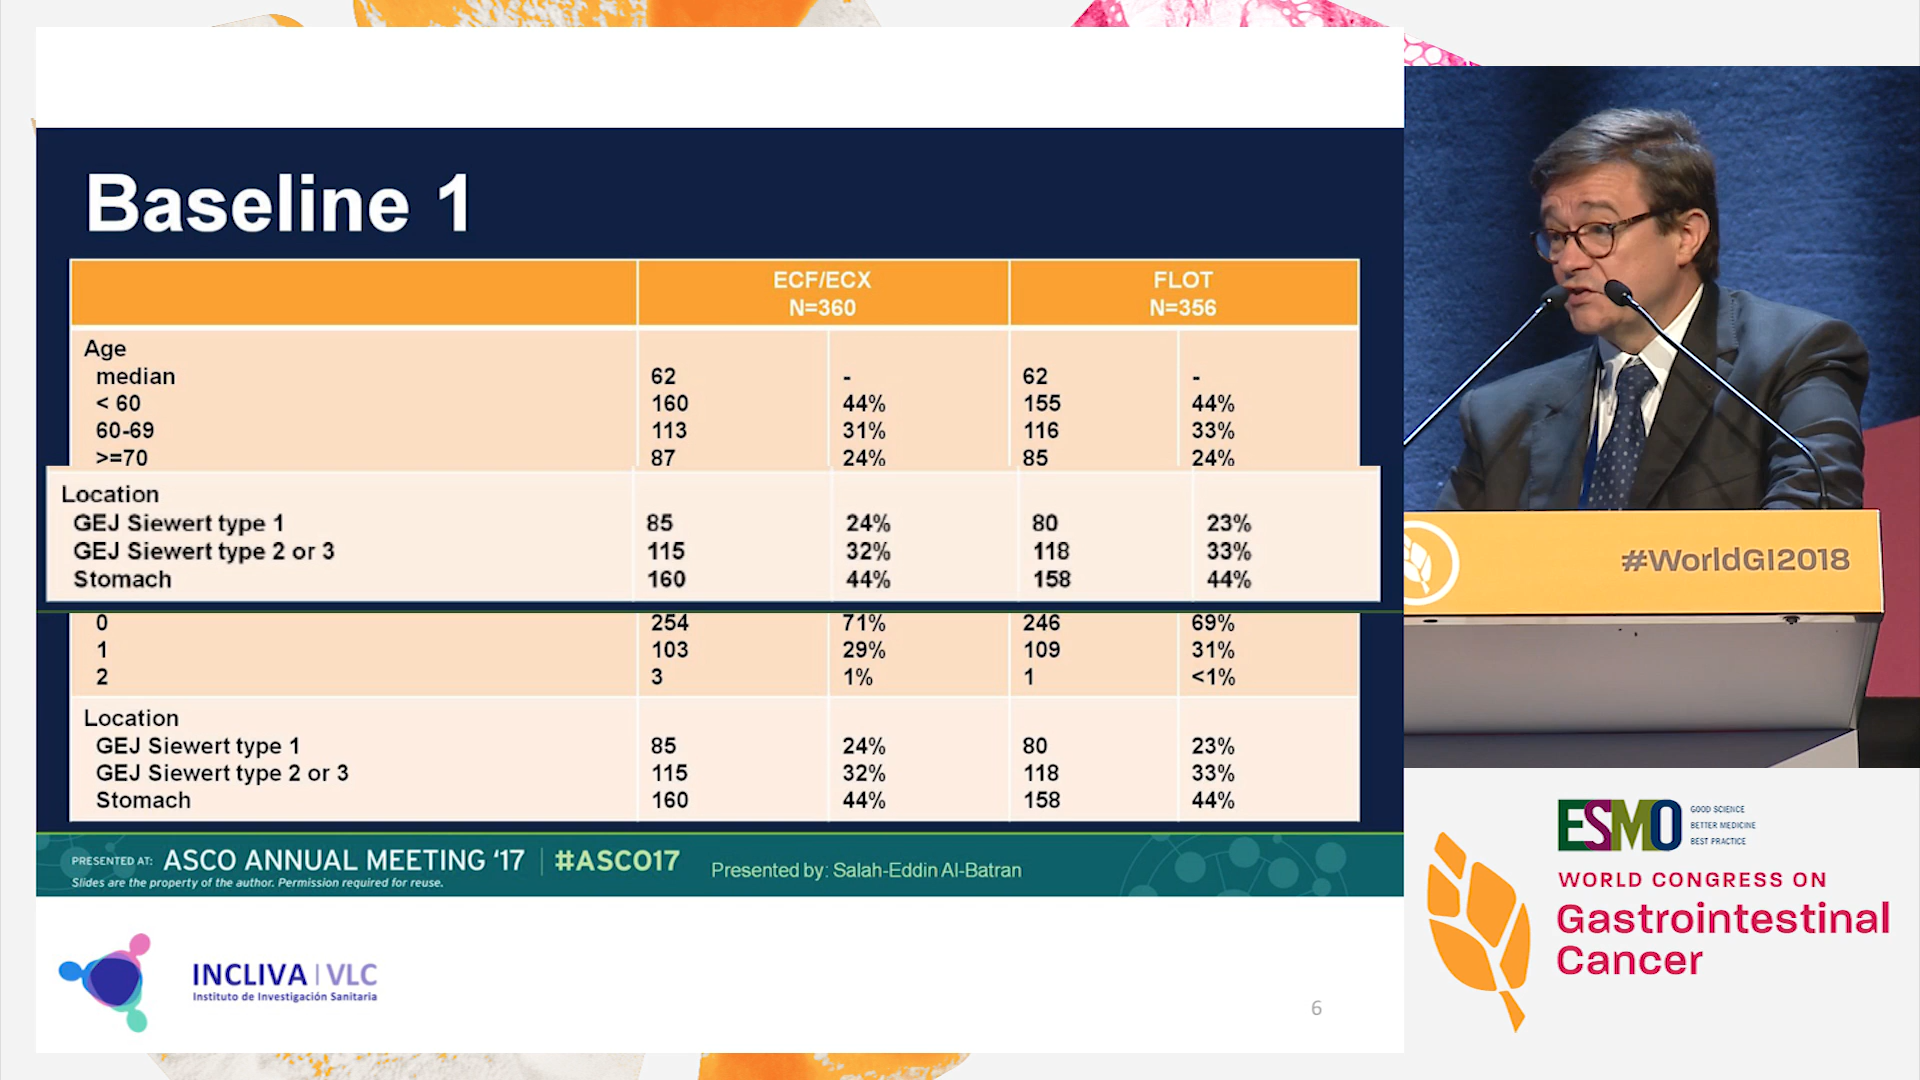 Baseline 1
ECF/ECX FLOT
N=360 N=356
Age
median 62 - 62 -
< 60 160 44% 155 44%
60-69 113 31% 116 33%
>=70 87 24% 85 24%
Location
GEJ Siewert type 1 85 24% 80 23%
GEJ Siewert type 2 or 3 115 32% 118 33%
Stomach 160 44% 158 44%
0 254 71% 246 69%
1 103 29% 109 31%
2 3 1% 1 <1%
Location
GEJ Siewert type 1 85 24% 80 23%
GEJ Siewert type 2 or 3 115 32% 118 33%
Stomach 160 44% 158 44%
PRESENTED AT: ASCO ANNUAL MEETING '17 #ASCO17 Presented by: Salah-Eddin Al-Batran
Slides are the property of the author. Permission required for reuse.
INCLIVA | VLC
Instituto de Investigación Sanitaria
6
#WorldGI2018
ESMO
GOOD SCIENCE
BETTER MEDICINE
BEST PRACTICE
WORLD CONGRESS ON
Gastrointestinal
Cancer